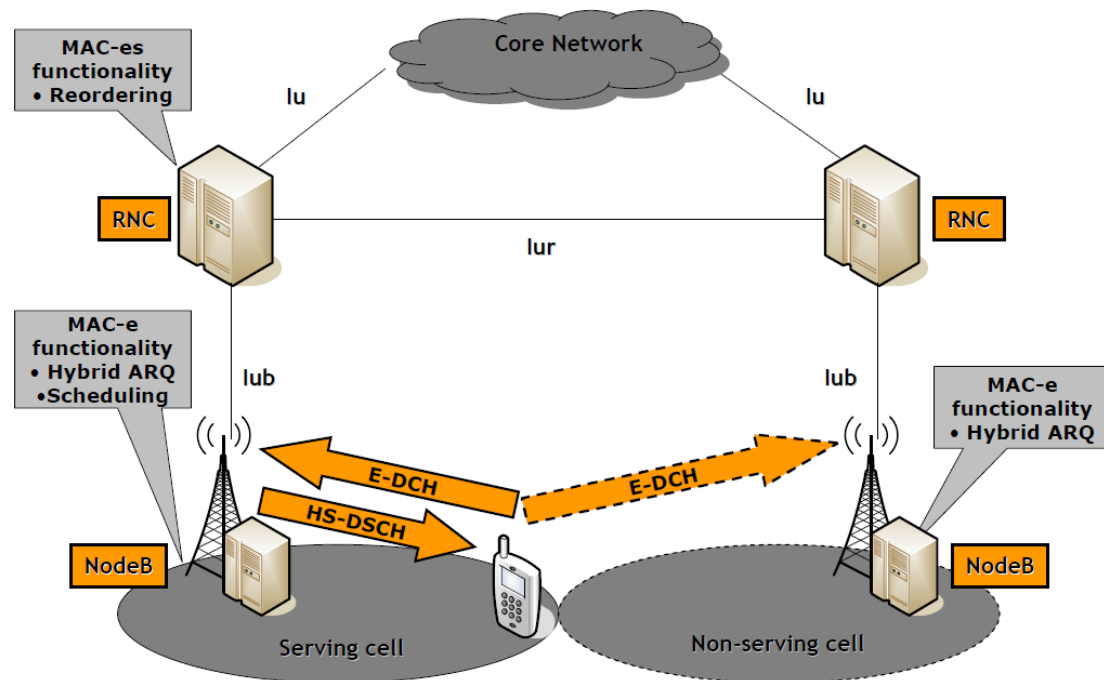 Core Network
MAC-es
functionality
• Reordering
Iu
Iu
RNC
RNC
Iur
MAC-e
functionality
• Hybrid ARQ
•Scheduling
Iub
Iub
MAC-e
functionality
• Hybrid ARQ
E-DCH
E-DCH
HS-DSCH
NodeB
NodeB
Serving cell
Non-serving cell